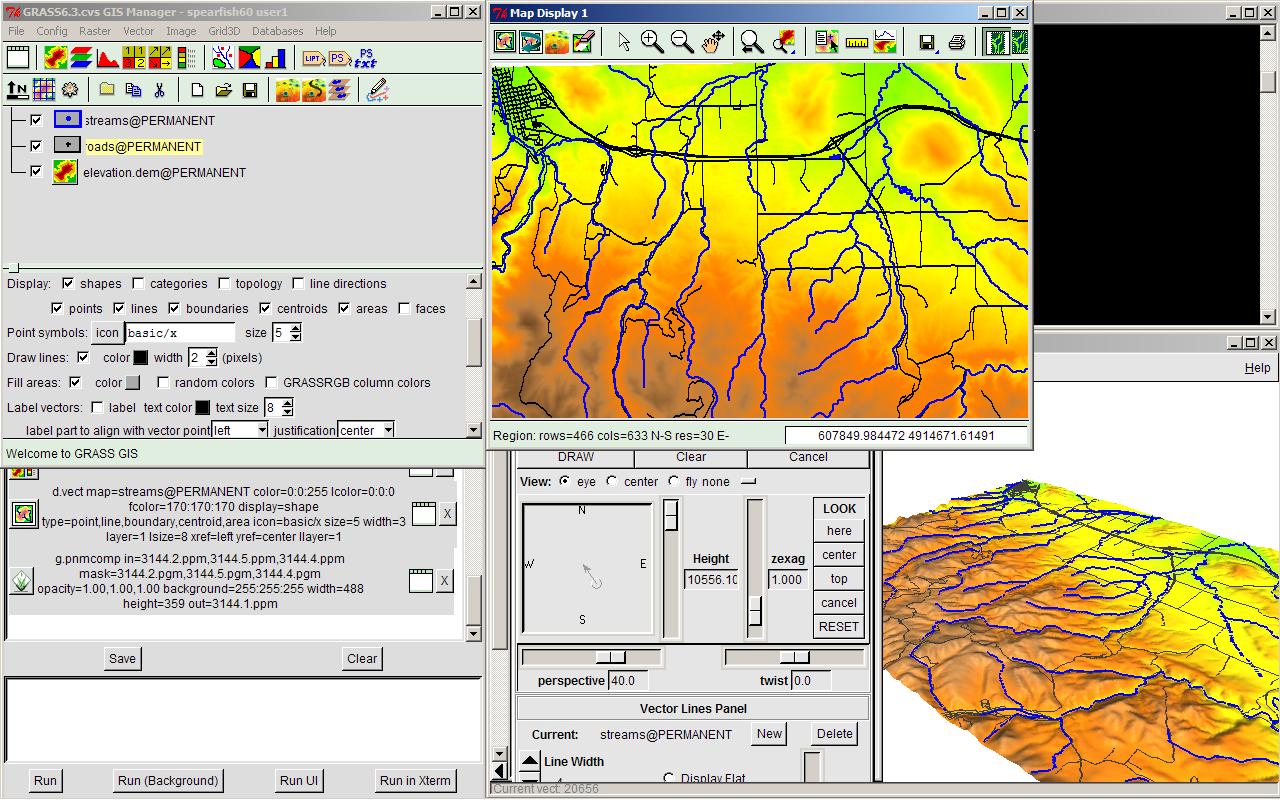 GRASS6.3.cvs GIS Manager - spearfish60 user1
File Config Raster Vector Image Grid3D Databases Help
LIPT PS PS txt
N
streams@PERMANENT
roads@PERMANENT
elevation.dem@PERMANENT
Display: shapes categories topology line directions
points lines boundaries centroids areas faces
Point symbols: icon basic/x size 5
Draw lines: color width 2 (pixels)
Fill areas: color random colors GRASSRGB column colors
Label vectors: label text color text size 8
label part to align with vector point left justification center
Welcome to GRASS GIS
d.vect map=streams@PERMANENT color=0:0:255 lcolor=0:0:0
fcolor=170:170:170 display=shape
type=point,line,boundary,centroid,area icon=basic/x size=5 width=3
layer=1 lsize=8 xref=left yref=center llayer=1
X
g.pnmcomp in=3144.2.ppm,3144.5.ppm,3144.4.ppm
mask=3144.2.pgm,3144.5.pgm,3144.4.pgm
opacity=1.00,1.00,1.00 background=255:255:255 width=488
height=359 out=3144.1.ppm
X
Save Clear
Run Run (Background) Run UI Run in Xterm
Map Display 1
Region: rows=466 cols=633 N-S res=30 E-
607849.984472 4914671.61491
Help
DRAW Clear Cancel
View: eye center fly none
N
W E
S
Height
10556.10
zexag
1.000
LOOK
here
center
top
cancel
RESET
perspective 40.0 twist 0.0
Vector Lines Panel
Current: streams@PERMANENT New Delete
Line Width
Display Flat
Current vect: 20656